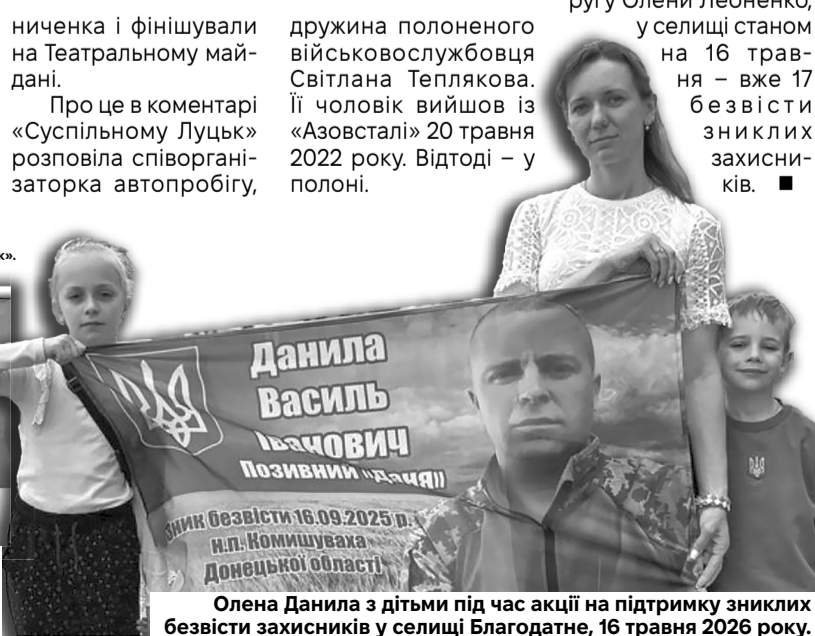 ниченка і фінішували
на Театральному май-
дані.
Про це в коментарі
«Суспільному Луцьк»
розповіла співоргані-
заторка автопробігу,
дружина полоненого
військовослужбовця
Світлана Теплякова.
Її чоловік вийшов із
«Азовсталі» 20 травня
2022 року. Відтоді – у
полоні.
у селищі станом
на 16 трав-
ня – вже 17
безвісти
зниклих
захисни-
ків. ■
Данила
Василь
Іванович
Позивний «Даня»
Зник безвісти 16.09.2025 р.
н.п. Комишуваха
Донецької області
Олена Данила з дітьми під час акції на підтримку зниклих
безвісти захисників у селищі Благодатне, 16 травня 2026 року.